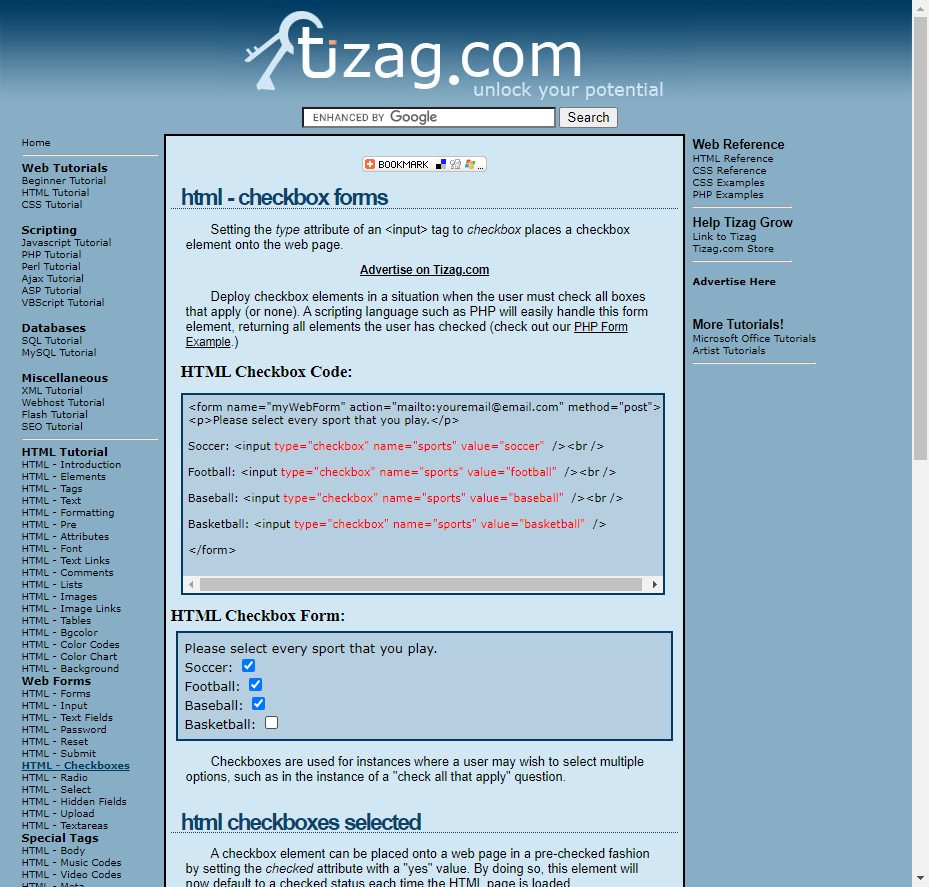 tizag.com
unlock your potential
ENHANCED BY Google
Search
Home
Web Tutorials
Beginner Tutorial
HTML Tutorial
CSS Tutorial
Scripting
Javascript Tutorial
PHP Tutorial
Perl Tutorial
Ajax Tutorial
ASP Tutorial
VBScript Tutorial
Databases
SQL Tutorial
MySQL Tutorial
Miscellaneous
XML Tutorial
Webhost Tutorial
Flash Tutorial
SEO Tutorial
HTML Tutorial
HTML - Introduction
HTML - Elements
HTML - Tags
HTML - Text
HTML - Formatting
HTML - Pre
HTML - Attributes
HTML - Font
HTML - Text Links
HTML - Comments
HTML - Lists
HTML - Images
HTML - Image Links
HTML - Tables
HTML - Bgcolor
HTML - Color Codes
HTML - Color Chart
HTML - Background
Web Forms
HTML - Forms
HTML - Input
HTML - Text Fields
HTML - Password
HTML - Reset
HTML - Submit
HTML - Checkboxes
HTML - Radio
HTML - Select
HTML - Hidden Fields
HTML - Upload
HTML - Textareas
Special Tags
HTML - Body
HTML - Music Codes
HTML - Video Codes
HTML - Meta
BOOKMARK ...
html - checkbox forms
Setting the type attribute of an <input> tag to checkbox places a checkbox
element onto the web page.
Advertise on Tizag.com
Deploy checkbox elements in a situation when the user must check all boxes
that apply (or none). A scripting language such as PHP will easily handle this form
element, returning all elements the user has checked (check out our PHP Form
Example.)
HTML Checkbox Code:
<form name="myWebForm" action="mailto:youremail@email.com" method="post">
<p>Please select every sport that you play.</p>
Soccer: <input type="checkbox" name="sports" value="soccer" /><br />
Football: <input type="checkbox" name="sports" value="football" /><br />
Baseball: <input type="checkbox" name="sports" value="baseball" /><br />
Basketball: <input type="checkbox" name="sports" value="basketball" />
</form>
HTML Checkbox Form:
Please select every sport that you play.
Soccer:
Football:
Baseball:
Basketball:
Checkboxes are used for instances where a user may wish to select multiple
options, such as in the instance of a "check all that apply" question.
html checkboxes selected
A checkbox element can be placed onto a web page in a pre-checked fashion
by setting the checked attribute with a "yes" value. By doing so, this element will
now default to a checked status each time the HTML page is loaded.
Web Reference
HTML Reference
CSS Reference
CSS Examples
PHP Examples
Help Tizag Grow
Link to Tizag
Tizag.com Store
Advertise Here
More Tutorials!
Microsoft Office Tutorials
Artist Tutorials